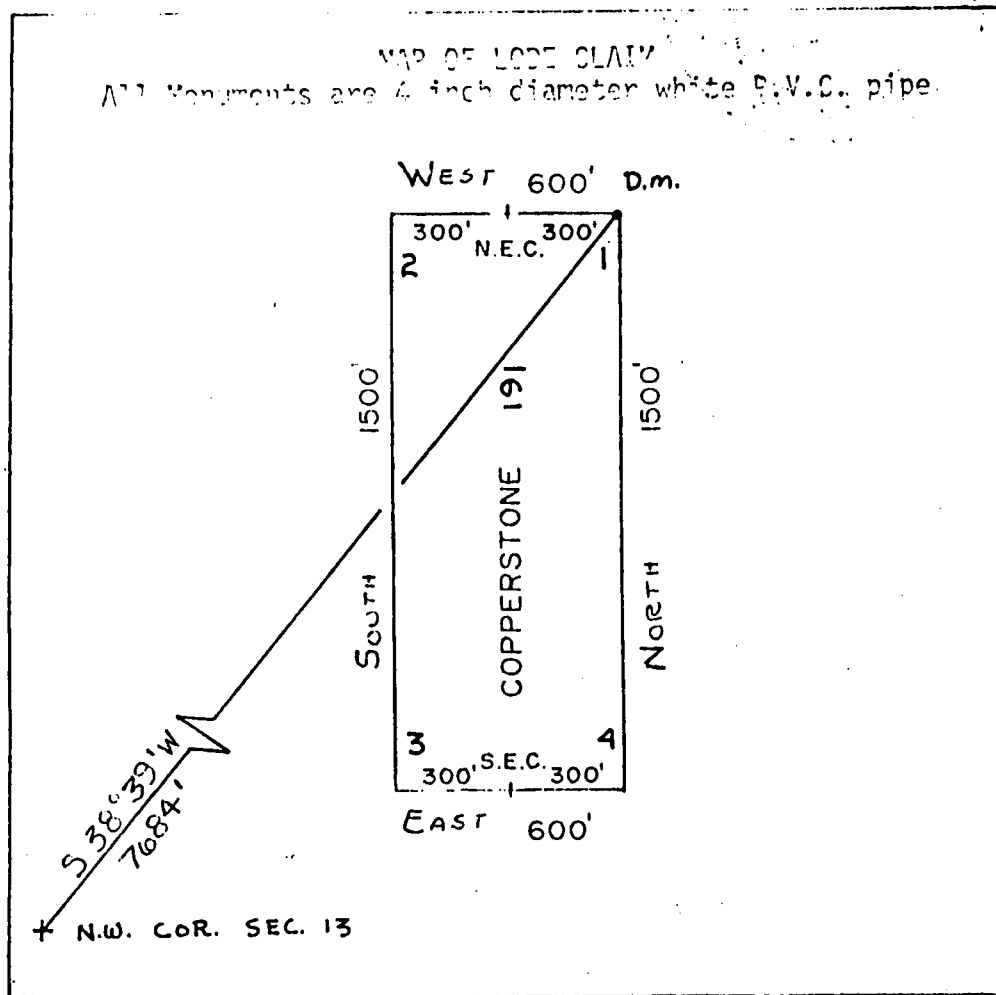 MAP OF LODE CLAIM
All Monuments are 4 inch diameter white P.V.C. pipe
WEST 600' D.M.
300' 300'
N.E.C.
2 1
191
1500' 1500'
COPPERSTONE
SOUTH NORTH
3 4
S.E.C.
300' 300'
EAST 600'
S 38°39'W
7684'
N.W. COR. SEC. 13